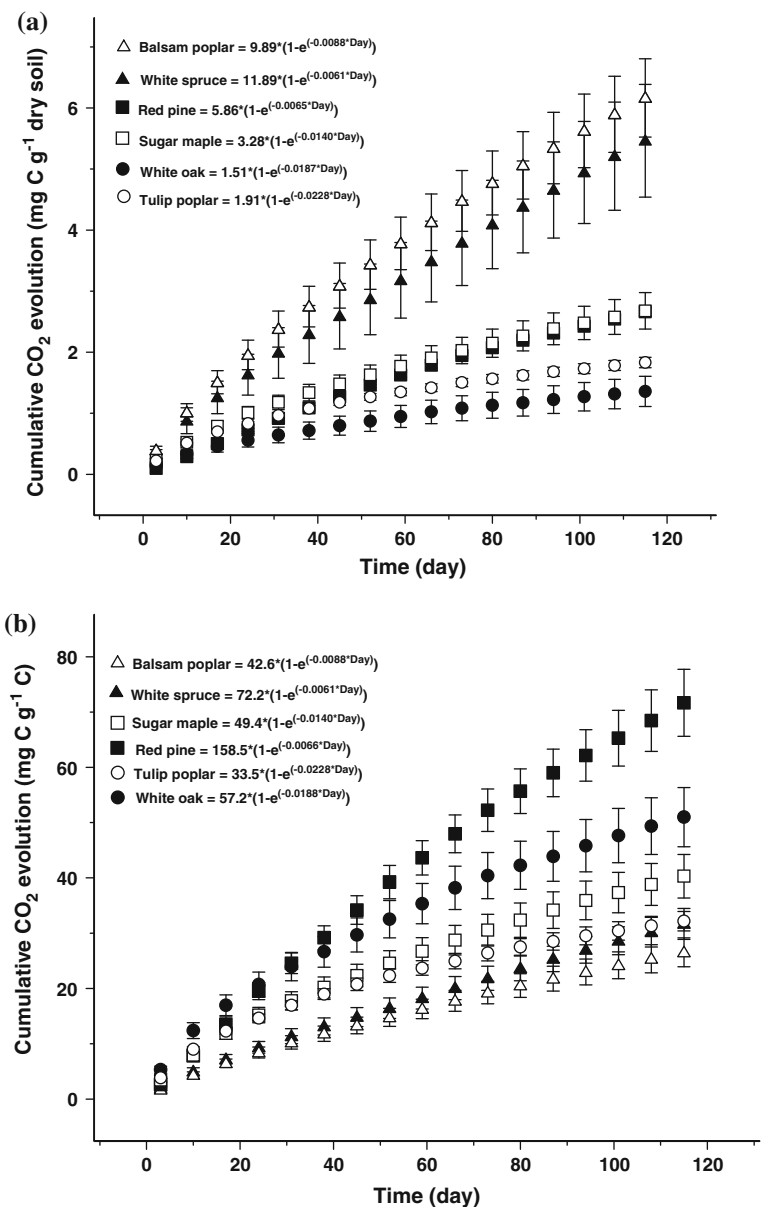 (a)
Balsam poplar = 9.89*(1-e^(-0.0088*Day))
White spruce = 11.89*(1-e^(-0.0061*Day))
Red pine = 5.86*(1-e^(-0.0065*Day))
Sugar maple = 3.28*(1-e^(-0.0140*Day))
White oak = 1.51*(1-e^(-0.0187*Day))
Tulip poplar = 1.91*(1-e^(-0.0228*Day))
Cumulative CO₂ evolution (mg C g⁻¹ dry soil)
6
4
2
0
0 20 40 60 80 100 120
Time (day)
(b)
Balsam poplar = 42.6*(1-e^(-0.0088*Day))
White spruce = 72.2*(1-e^(-0.0061*Day))
Sugar maple = 49.4*(1-e^(-0.0140*Day))
Red pine = 158.5*(1-e^(-0.0066*Day))
Tulip poplar = 33.5*(1-e^(-0.0228*Day))
White oak = 57.2*(1-e^(-0.0188*Day))
Cumulative CO₂ evolution (mg C g⁻¹ C)
80
60
40
20
0
0 20 40 60 80 100 120
Time (day)